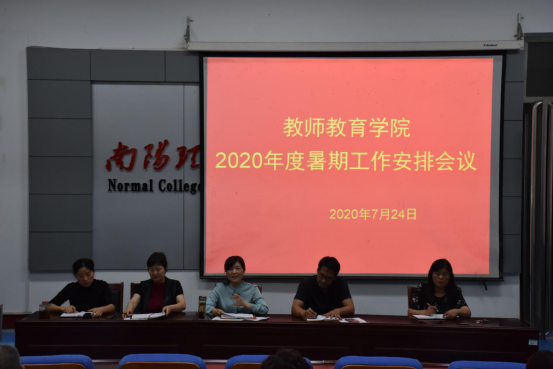 教师教育学院
2020年度暑期工作安排会议
2020年7月24日
南阳理
Normal College